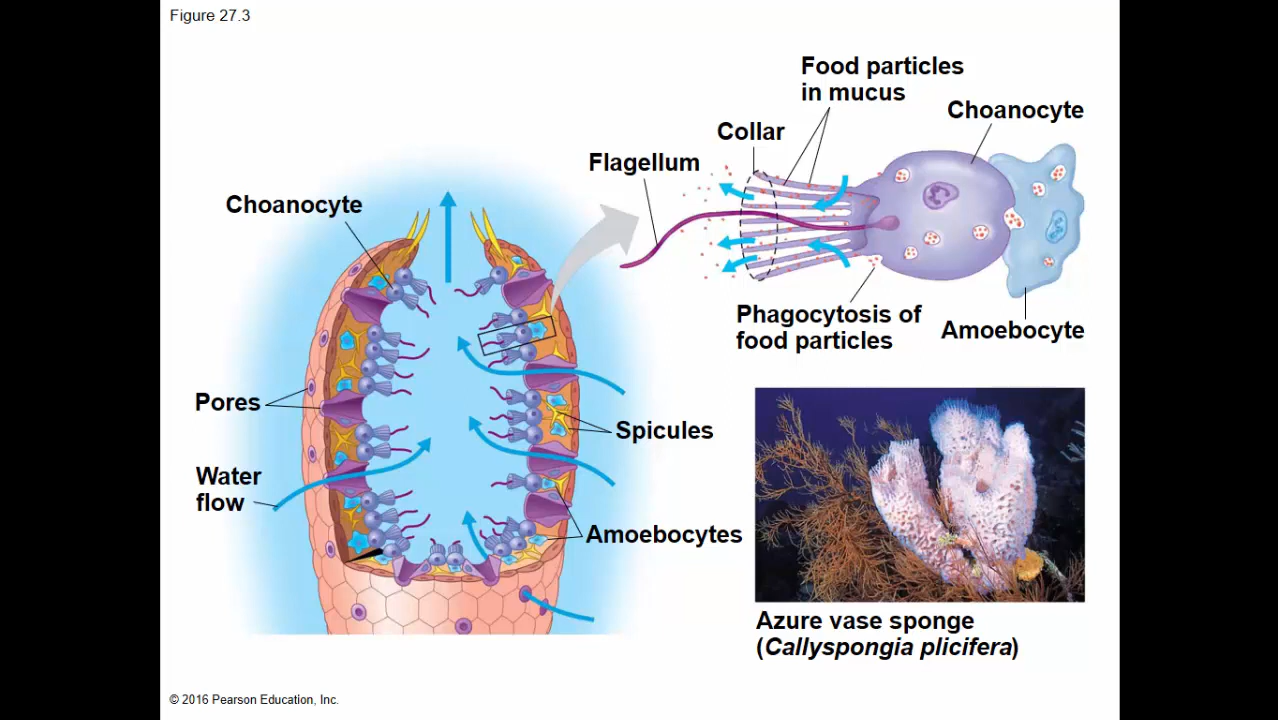 Figure 27.3
Food particles
in mucus
Choanocyte
Collar
Flagellum
Choanocyte
Phagocytosis of
food particles
Amoebocyte
Pores
Spicules
Water
flow
Amoebocytes
Azure vase sponge
(Callyspongia plicifera)
© 2016 Pearson Education, Inc.